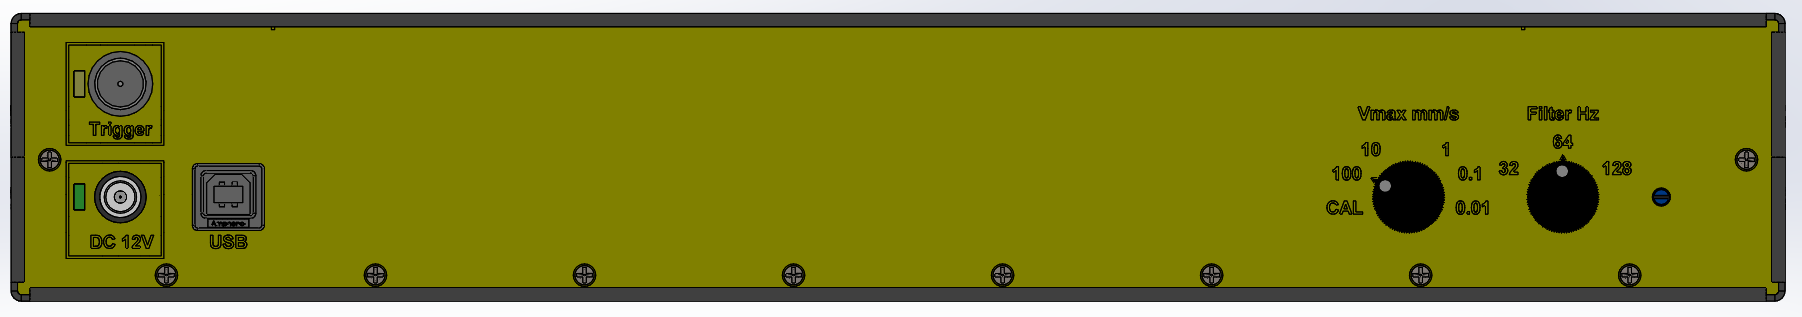 Trigger
DC 12V
USB
Vmax mm/s
10
1
100
0.1
CAL
0.01
Filter Hz
64
32
128